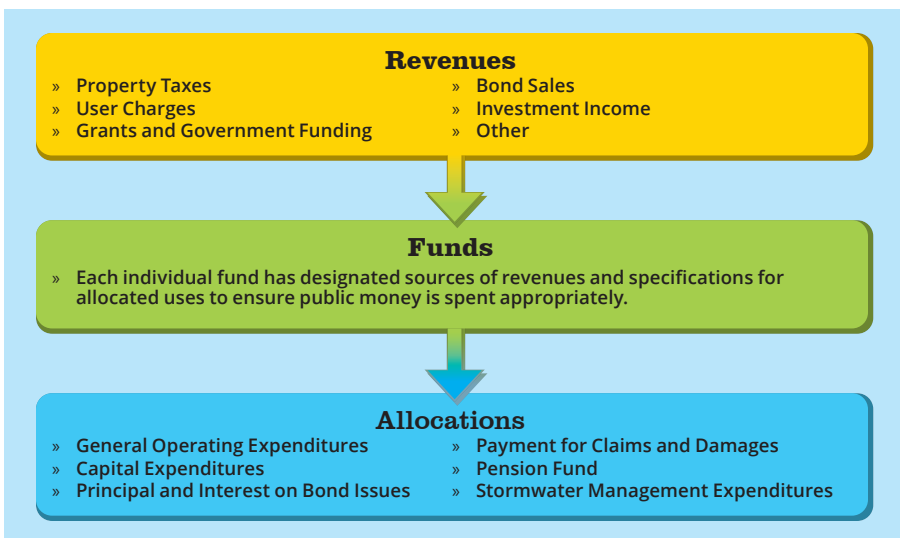 Revenues
» Property Taxes
» User Charges
» Grants and Government Funding
» Bond Sales
» Investment Income
» Other
Funds
» Each individual fund has designated sources of revenues and specifications for
allocated uses to ensure public money is spent appropriately.
Allocations
» General Operating Expenditures
» Capital Expenditures
» Principal and Interest on Bond Issues
» Payment for Claims and Damages
» Pension Fund
» Stormwater Management Expenditures